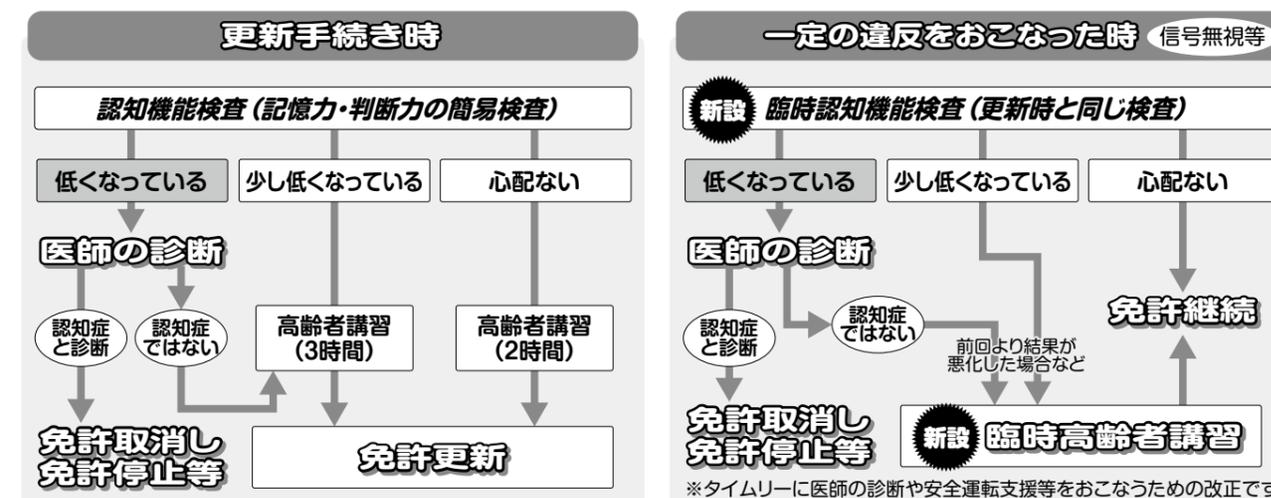 更新手続き時
認知機能検査（記憶力・判断力の簡易検査）
低くなっている
少し低くなっている
心配ない
医師の診断
認知症
と診断
認知症
ではない
高齢者講習
（3時間）
高齢者講習
（2時間）
免許取消し
免許停止等
免許更新
一定の違反をおこなった時
信号無視等
新設
臨時認知機能検査（更新時と同じ検査）
低くなっている
少し低くなっている
心配ない
医師の診断
認知症
と診断
認知症
ではない
前回より結果が
悪化した場合など
免許継続
免許取消し
免許停止等
新設
臨時高齢者講習
※タイムリーに医師の診断や安全運転支援等をおこなうための改正です